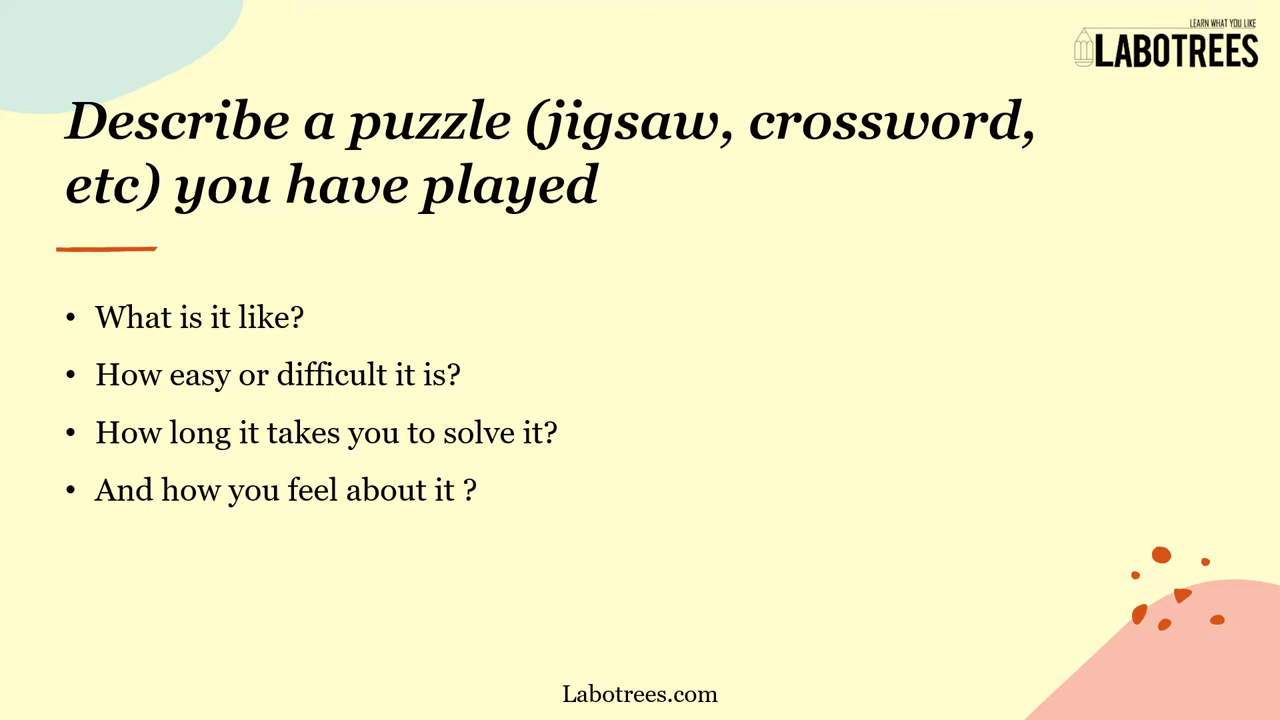 LEARN WHAT YOU LIKE
LABOTREES
Describe a puzzle (jigsaw, crossword,
etc) you have played
• What is it like?
• How easy or difficult it is?
• How long it takes you to solve it?
• And how you feel about it ?
Labotrees.com